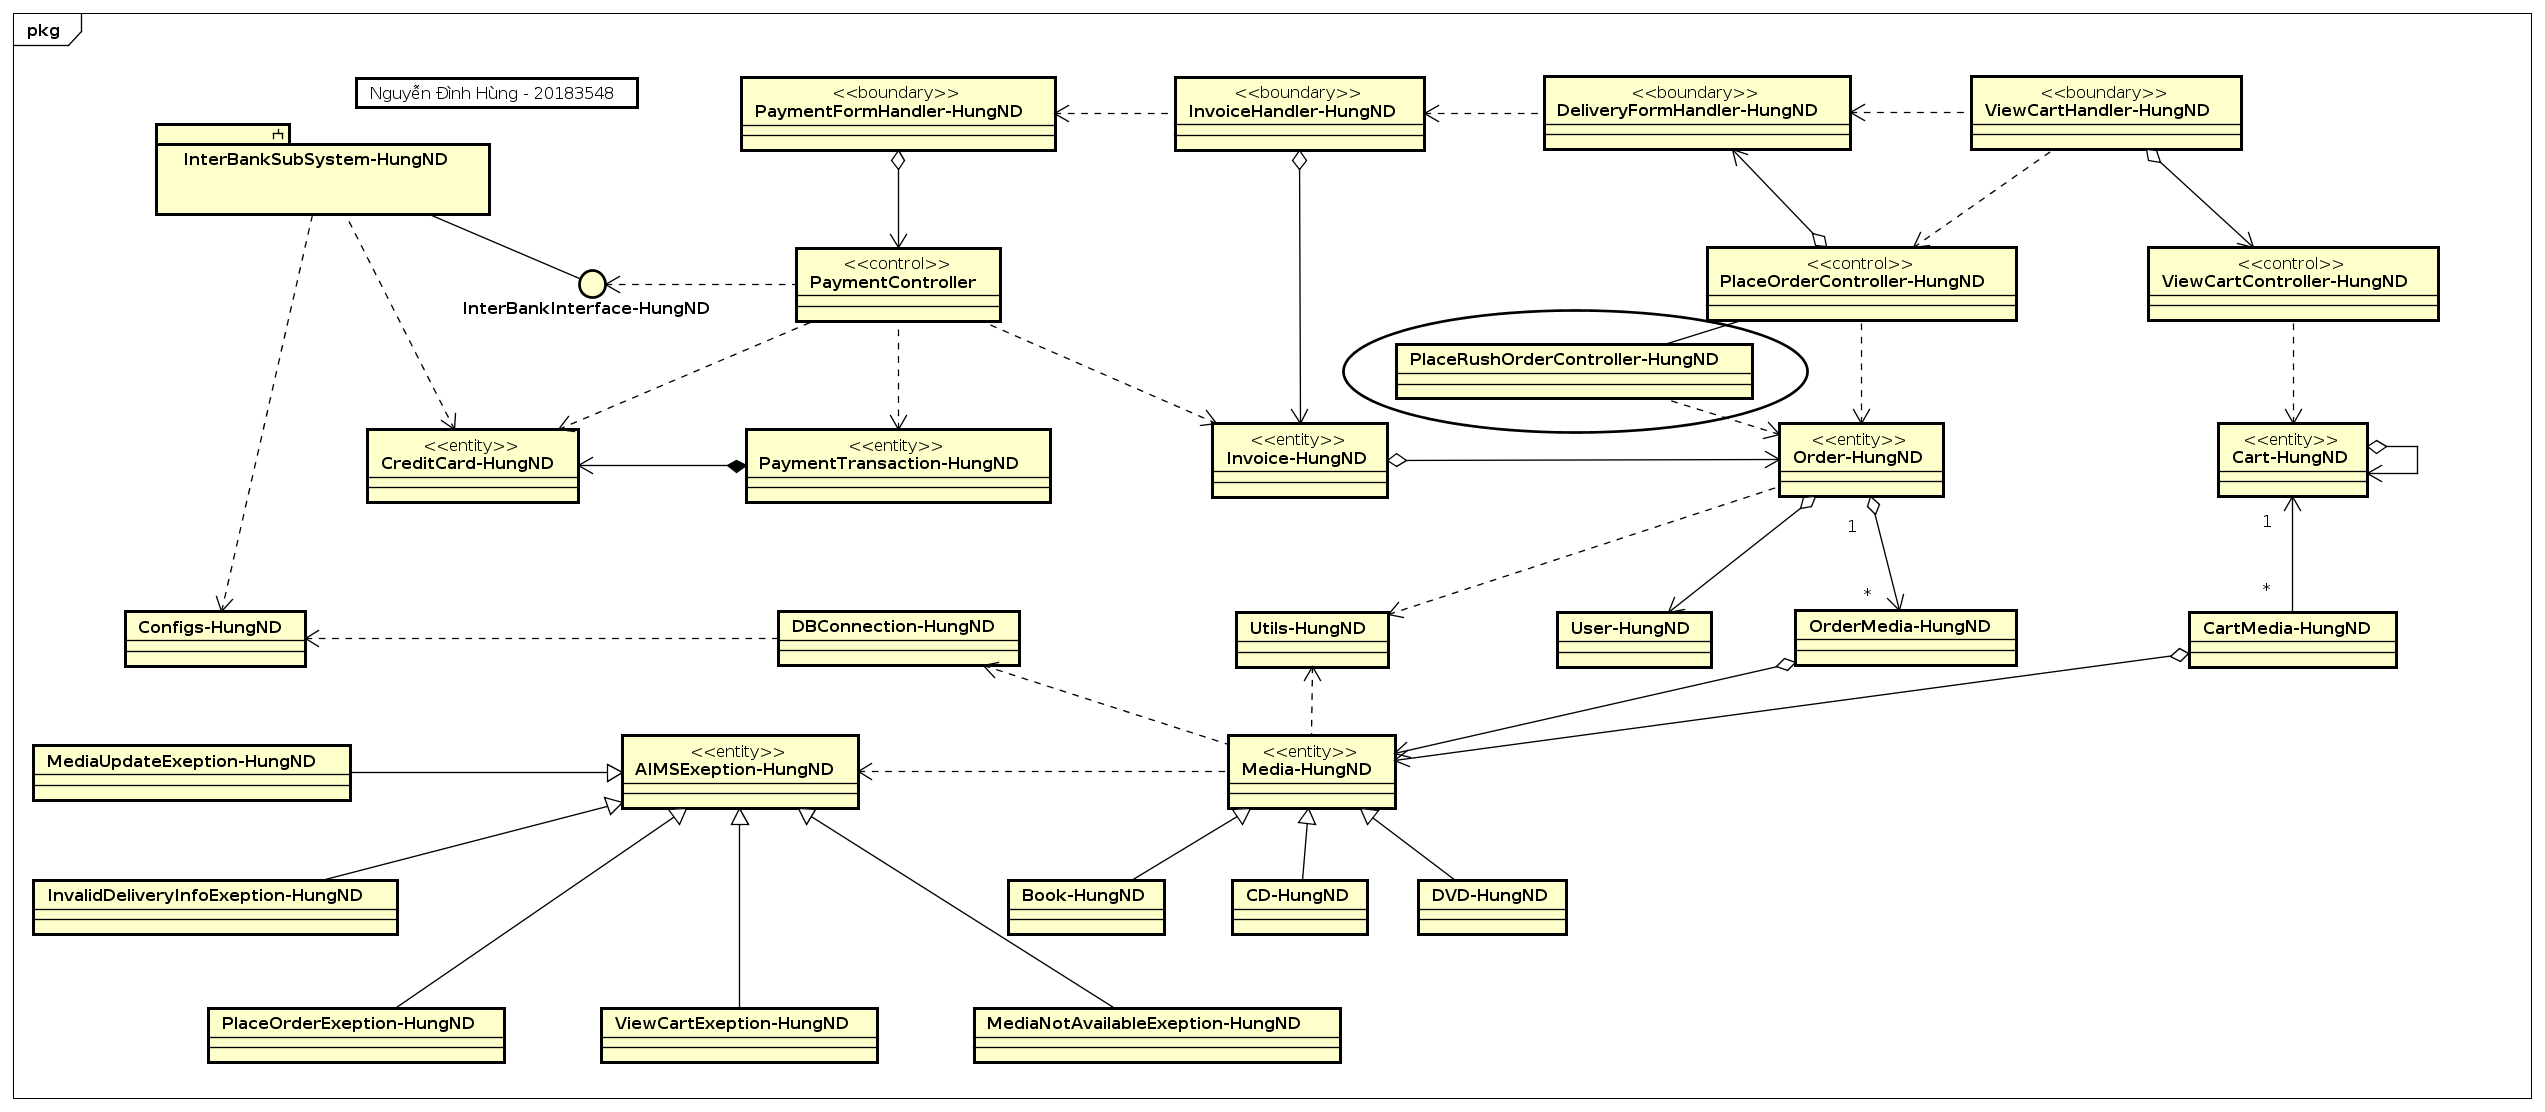 pkg
Nguyễn Đình Hùng - 20183548
<<boundary>>
PaymentFormHandler-HungND
<<boundary>>
InvoiceHandler-HungND
<<boundary>>
DeliveryFormHandler-HungND
<<boundary>>
ViewCartHandler-HungND
InterBankSubSystem-HungND
InterBankInterface-HungND
<<control>>
PaymentController
<<control>>
PlaceOrderController-HungND
<<control>>
ViewCartController-HungND
PlaceRushOrderController-HungND
<<entity>>
CreditCard-HungND
<<entity>>
PaymentTransaction-HungND
<<entity>>
Invoice-HungND
<<entity>>
Order-HungND
<<entity>>
Cart-HungND
1
*
1
*
Configs-HungND
DBConnection-HungND
Utils-HungND
User-HungND
OrderMedia-HungND
CartMedia-HungND
MediaUpdateExeption-HungND
<<entity>>
AIMSExeption-HungND
<<entity>>
Media-HungND
InvalidDeliveryInfoExeption-HungND
Book-HungND
CD-HungND
DVD-HungND
PlaceOrderExeption-HungND
ViewCartExeption-HungND
MediaNotAvailableExeption-HungND